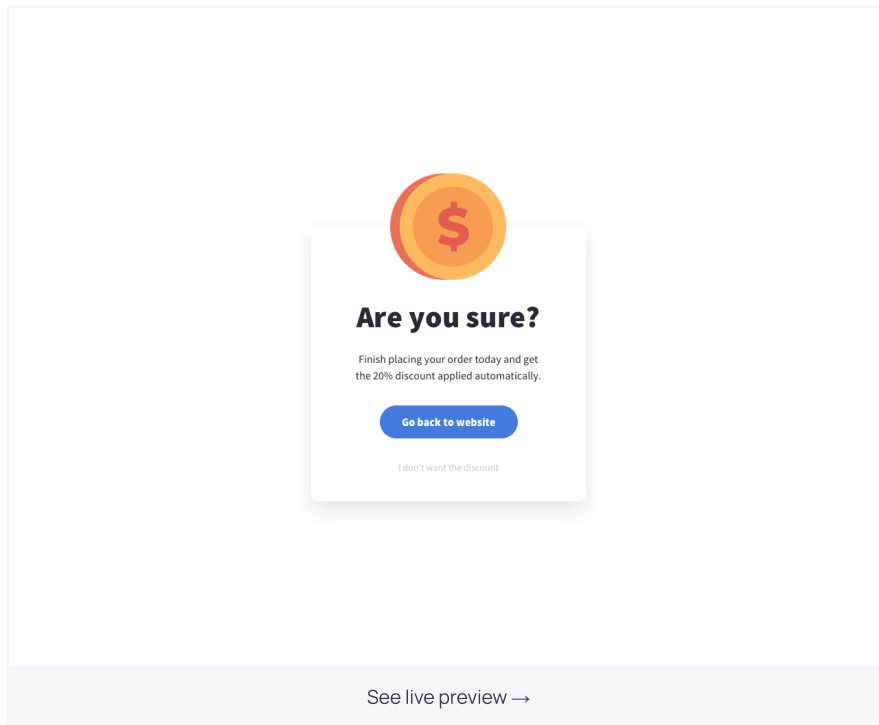 $
Are you sure?
Finish placing your order today and get
the 20% discount applied automatically.
Go back to website
I don't want the discount
See live preview →